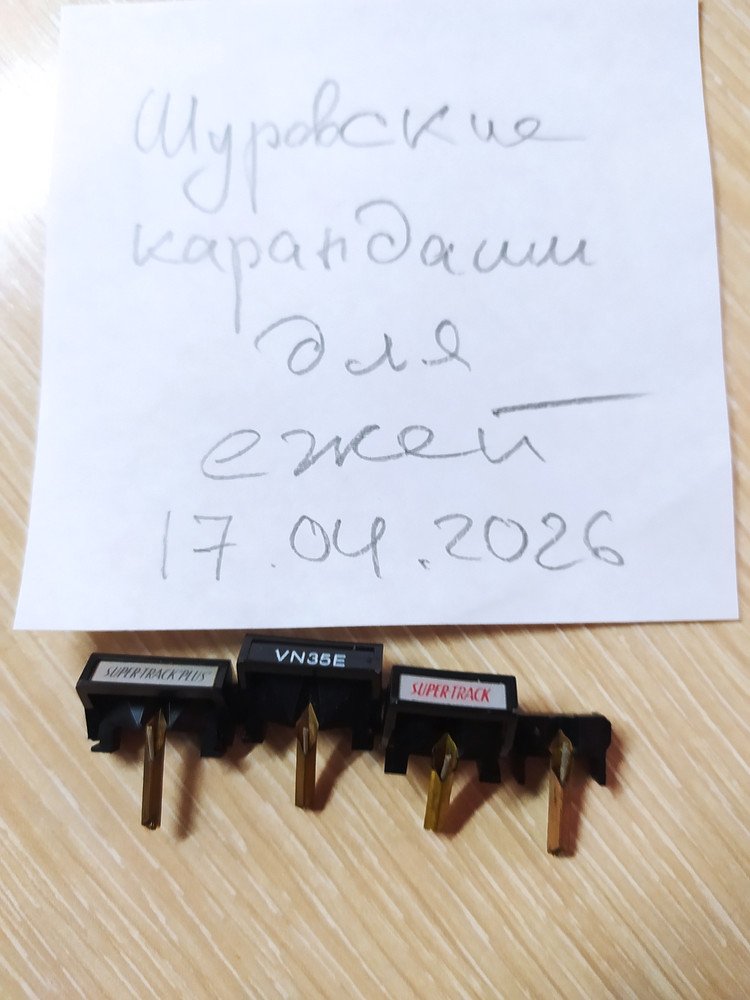 Шуровские
карандаши
для
ежей
17.04.2026
SUPER TRACK PLUS
VN35E
SUPER TRACK